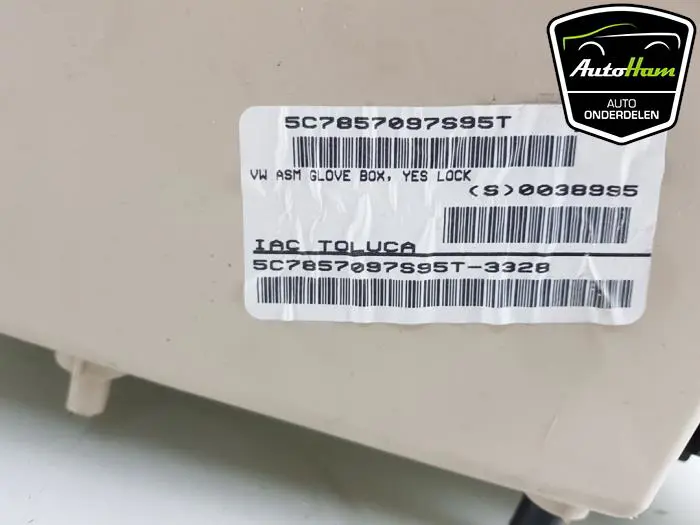 AutoHam
AUTO
ONDERDELEN
5C7857097S95T
VW ASM GLOVE BOX, YES LOCK
(S)0038995
IAC TOLUCA
5C7857097S95T-3328